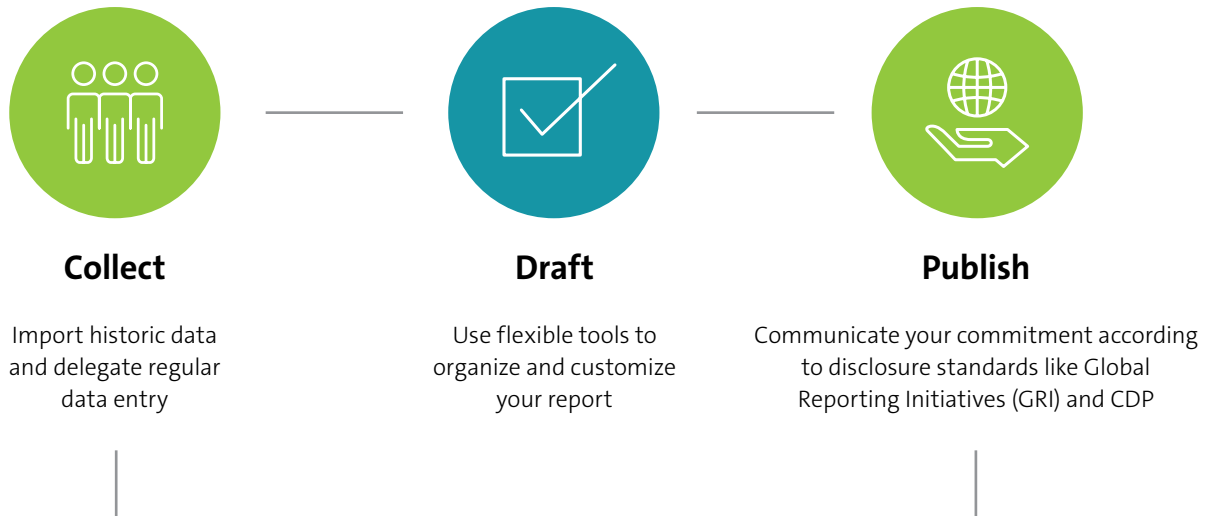 Collect
Import historic data
and delegate regular
data entry
Draft
Use flexible tools to
organize and customize
your report
Publish
Communicate your commitment according
to disclosure standards like Global
Reporting Initiatives (GRI) and CDP